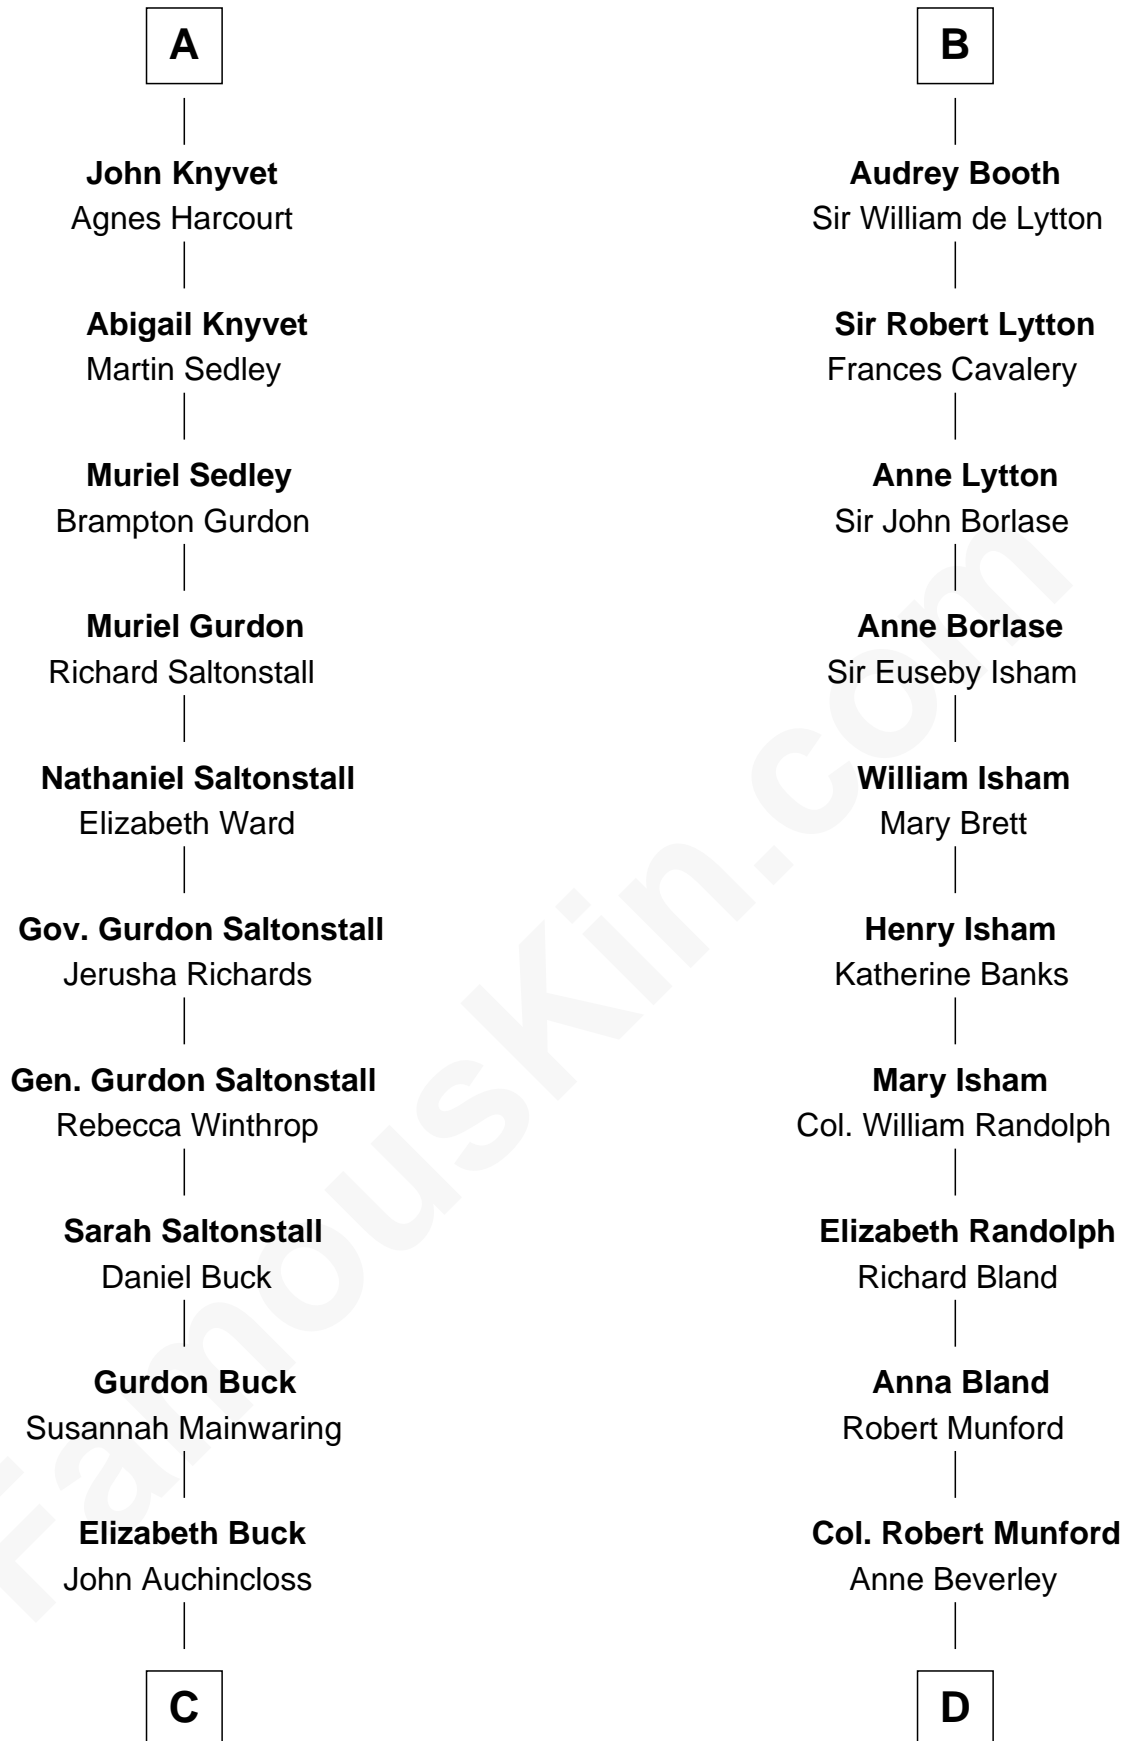 A
John Knyvet
Agnes Harcourt
Abigail Knyvet
Martin Sedley
Muriel Sedley
Brampton Gurdon
Muriel Gurdon
Richard Saltonstall
Nathaniel Saltonstall
Elizabeth Ward
Gov. Gurdon Saltonstall
Jerusha Richards
Gen. Gurdon Saltonstall
Rebecca Winthrop
Sarah Saltonstall
Daniel Buck
Gurdon Buck
Susannah Mainwaring
Elizabeth Buck
John Auchincloss
C
B
Audrey Booth
Sir William de Lytton
Sir Robert Lytton
Frances Cavalery
Anne Lytton
Sir John Borlase
Anne Borlase
Sir Euseby Isham
William Isham
Mary Brett
Henry Isham
Katherine Banks
Mary Isham
Col. William Randolph
Elizabeth Randolph
Richard Bland
Anna Bland
Robert Munford
Col. Robert Munford
Anne Beverley
D
FamousKin.com